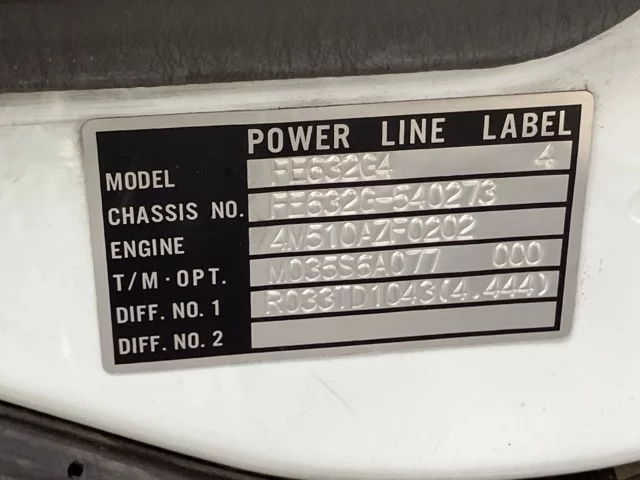 POWER LINE LABEL
MODEL FE632G4 4
CHASSIS NO. FE632G-540273
ENGINE 4M510AZF0202
T/M·OPT. M035S6A077 000
DIFF. NO. 1 R033TD1043(4.444)
DIFF. NO. 2